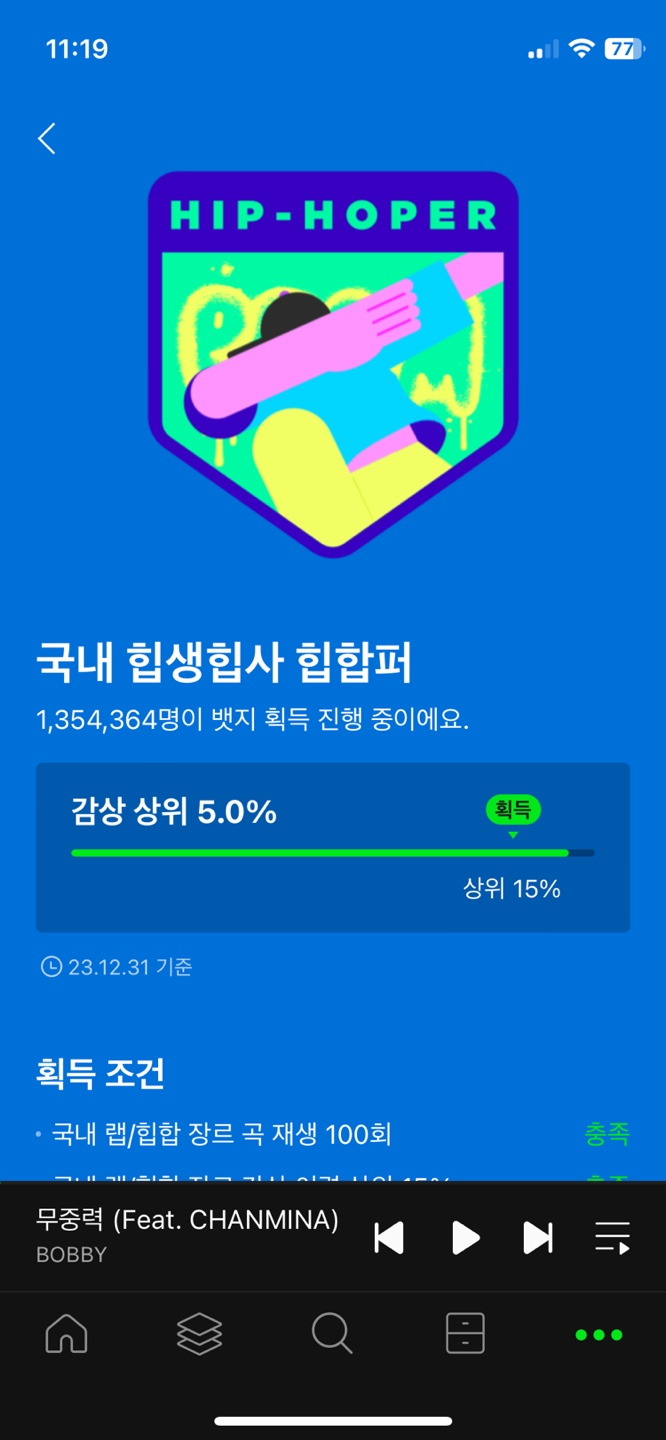 11:19
77
HIP-HOPER
국내 힙생힙사 힙합퍼
1,354,364명이 뱃지 획득 진행 중이에요.
감상 상위 5.0%
획득
상위 15%
23.12.31 기준
획득 조건
• 국내 랩/힙합 장르 곡 재생 100회 충족
무중력 (Feat. CHANMINA)
BOBBY